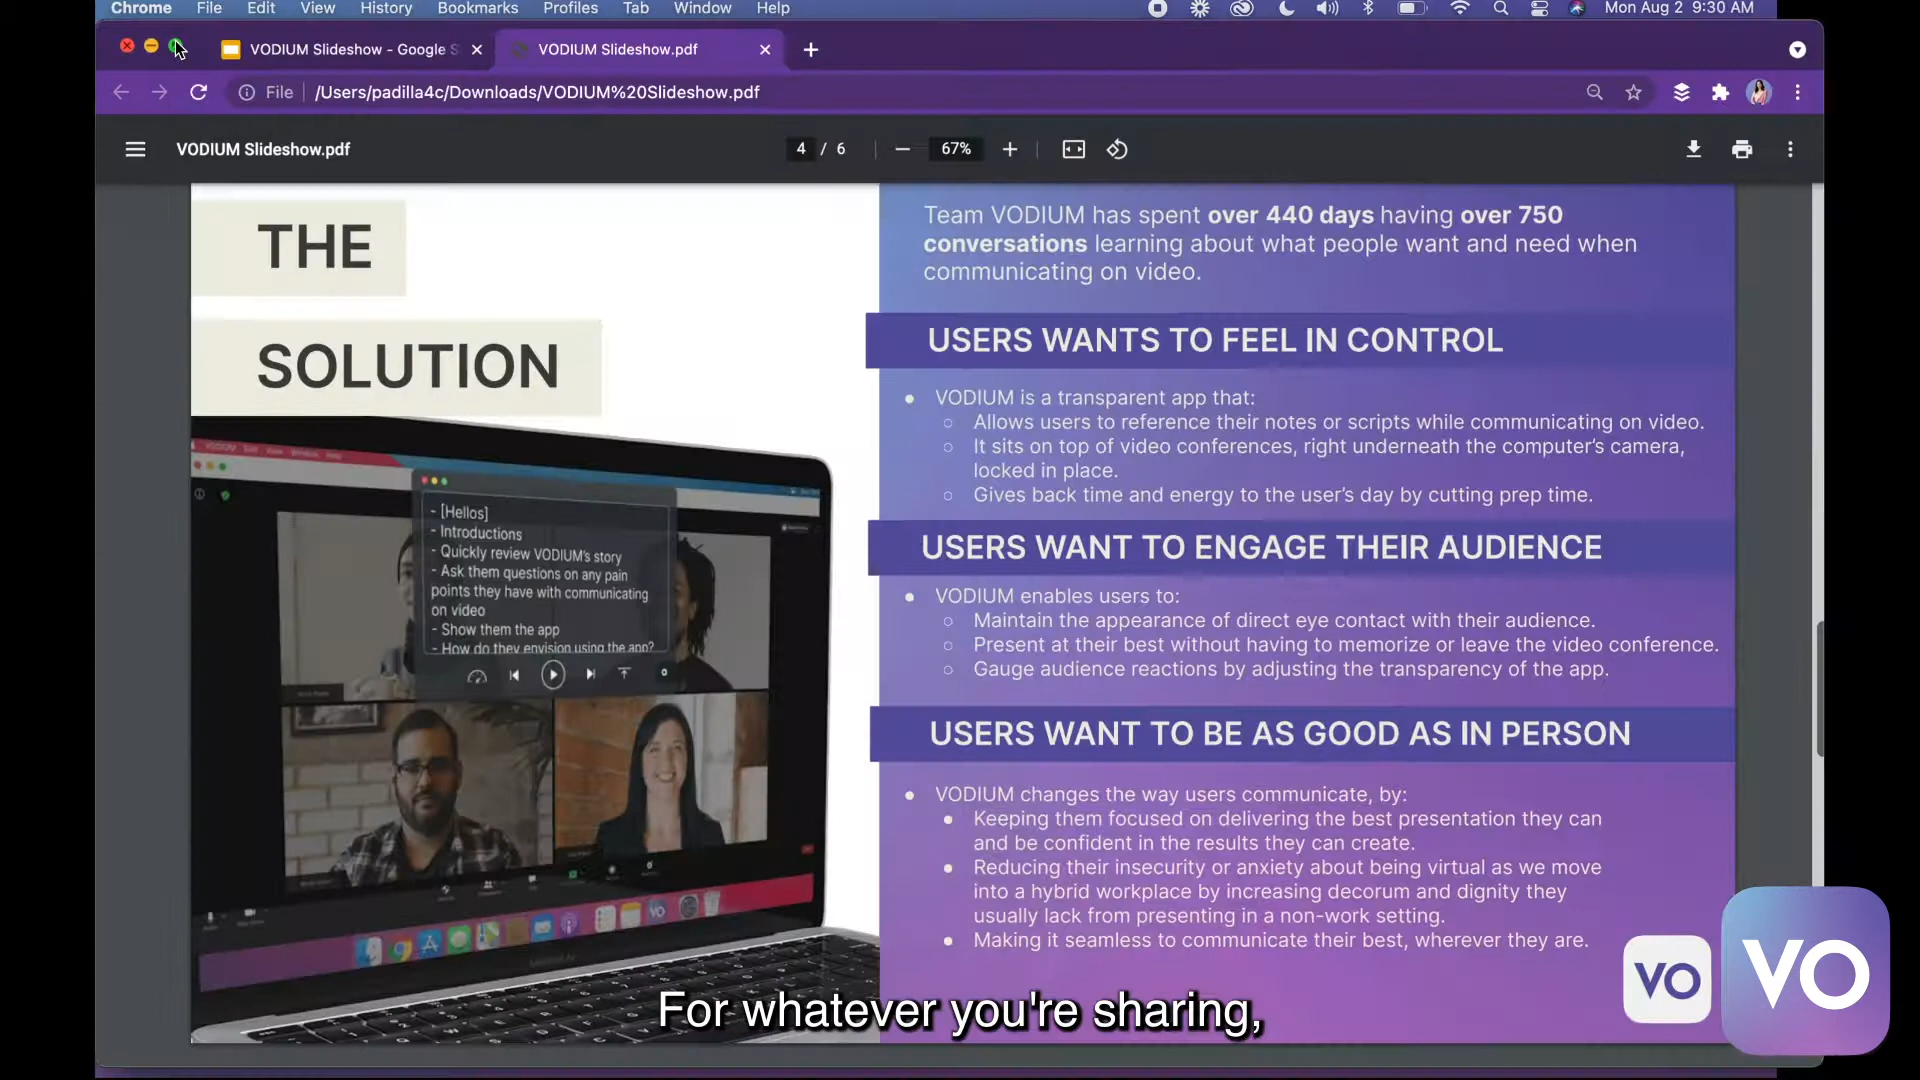 Chrome File Edit View History Bookmarks Profiles Tab Window Help
Mon Aug 2 9:30 AM
VODIUM Slideshow - Google S
VODIUM Slideshow.pdf
File /Users/padilla4c/Downloads/VODIUM%20Slideshow.pdf
VODIUM Slideshow.pdf
4 / 6
67%
THE
SOLUTION
- [Hellos]
- Introductions
- Quickly review VODIUM's story
- Ask them questions on any pain
points they have with communicating
on video
- Show them the app
- How do they envision using the app?
Team VODIUM has spent over 440 days having over 750
conversations learning about what people want and need when
communicating on video.
USERS WANTS TO FEEL IN CONTROL
VODIUM is a transparent app that:
Allows users to reference their notes or scripts while communicating on video.
It sits on top of video conferences, right underneath the computer's camera,
locked in place.
Gives back time and energy to the user's day by cutting prep time.
USERS WANT TO ENGAGE THEIR AUDIENCE
VODIUM enables users to:
Maintain the appearance of direct eye contact with their audience.
Present at their best without having to memorize or leave the video conference.
Gauge audience reactions by adjusting the transparency of the app.
USERS WANT TO BE AS GOOD AS IN PERSON
VODIUM changes the way users communicate, by:
Keeping them focused on delivering the best presentation they can
and be confident in the results they can create.
Reducing their insecurity or anxiety about being virtual as we move
into a hybrid workplace by increasing decorum and dignity they
usually lack from presenting in a non-work setting.
Making it seamless to communicate their best, wherever they are.
VO
VO
For whatever you're sharing,